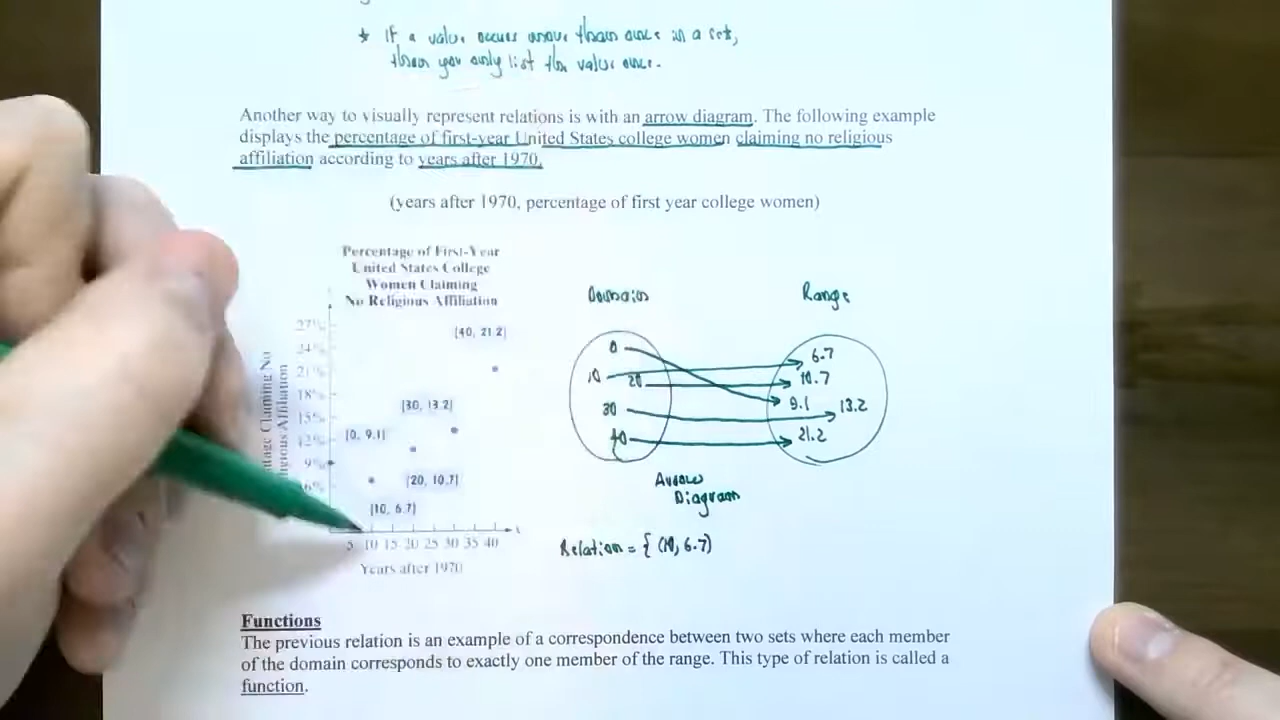 * If a value occurs more than once in a set,
then you only list the value once.
Another way to visually represent relations is with an arrow diagram. The following example
displays the percentage of first-year United States college women claiming no religious
affiliation according to years after 1970.
(years after 1970, percentage of first year college women)
Percentage of First-Year
United States College
Women Claiming
No Religious Affiliation
27%
24%
21%
18%
15%
12%
9%
6%
Claiming No
Religious Affiliation
(40, 21.2)
(30, 13.2)
(0, 9.1)
(20, 10.7)
(10, 6.7)
5 10 15 20 25 30 35 40
t
Years after 1970
Domain
0
10
20
30
40
Range
6.7
10.7
9.1
13.2
21.2
Arrow
Diagram
Relation = { (10, 6.7)
Functions
The previous relation is an example of a correspondence between two sets where each member
of the domain corresponds to exactly one member of the range. This type of relation is called a
function.